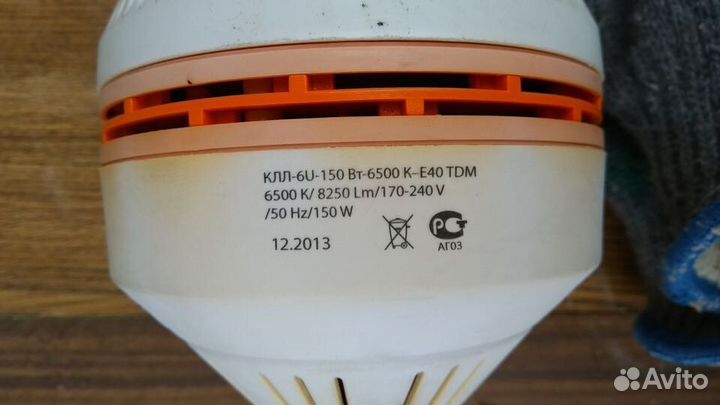 КЛЛ-6U-150 Вт-6500 К–Е40 TDM
6500 K/ 8250 Lm/170-240 V
/50 Hz/150 W
12.2013
РСТ
АГ03
Avito